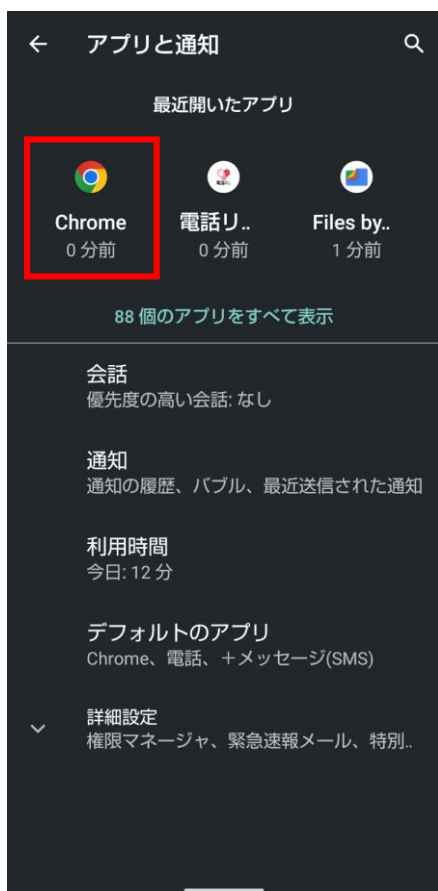 アプリと通知
最近開いたアプリ
Chrome
0 分前
電話リ..
0 分前
Files by..
1 分前
88 個のアプリをすべて表示
会話
優先度の高い会話: なし
通知
通知の履歴、バブル、最近送信された通知
利用時間
今日: 12 分
デフォルトのアプリ
Chrome、電話、＋メッセージ(SMS)
詳細設定
権限マネージャ、緊急速報メール、特別..